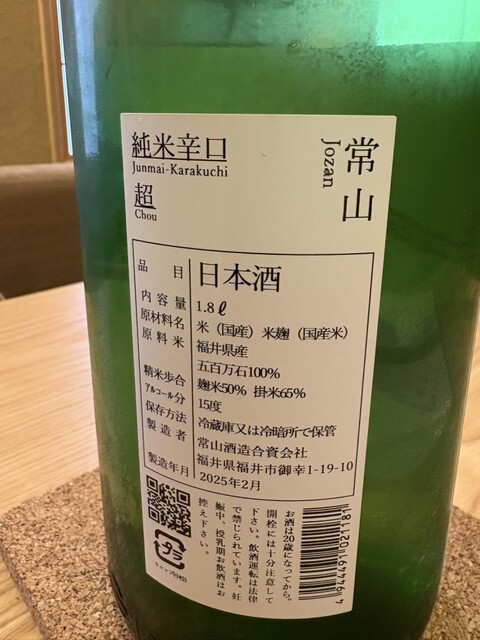 常山
Jozan
純米辛口
Junmai-Karakuchi
超
Chou
品目 日本酒
内容量 1.8ℓ
原材料名 米（国産） 米麹（国産米）
原料米 福井県産
五百万石100%
精米歩合 麹米50% 掛米65%
アルコール分 15度
保存方法 冷蔵庫又は冷暗所で保管
製造者 常山酒造合資会社
福井県福井市御幸1-19-10
製造年月 2025年2月
お酒は20歳になってから。
開栓には十分注意して
下さい。飲酒運転は法律
で禁じられています。妊
娠中、授乳期お飲酒はお
控え下さい。
プラ
4 944491 021181